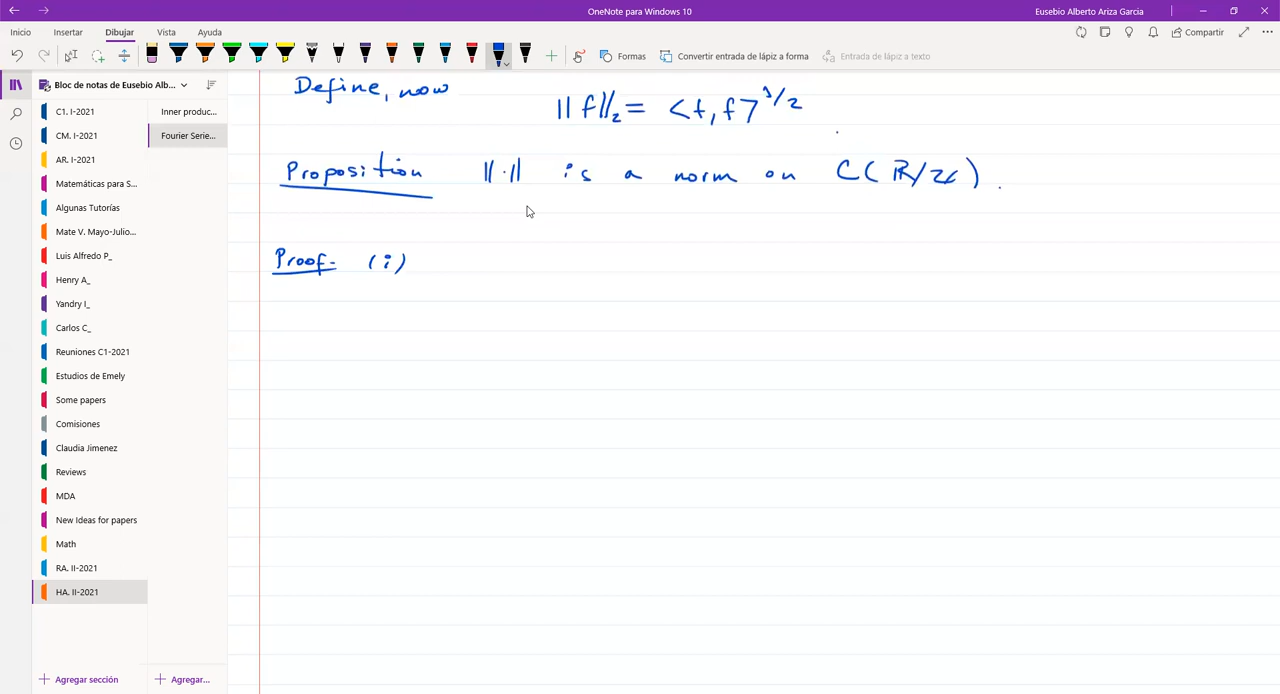 OneNote para Windows 10
Eusebio Alberto Ariza Garcia
Inicio Insertar Dibujar Vista Ayuda
Compartir
Formas Convertir entrada de lápiz a forma Entrada de lápiz a texto
Bloc de notas de Eusebio Alb...
C1. I-2021
CM. I-2021
AR. I-2021
Matemáticas para S...
Algunas Tutorías
Mate V. Mayo-Julio...
Luis Alfredo P_
Henry A_
Yandry I_
Carlos C_
Reuniones C1-2021
Estudios de Emely
Some papers
Comisiones
Claudia Jimenez
Reviews
MDA
New Ideas for papers
Math
RA. II-2021
HA. II-2021
Agregar sección
Inner produc...
Fourier Serie...
Agregar...
Define, now
||f||₂ = <f, f>^1/2
Proposition ||·|| is a norm on C(ℝ/ℤ).
Proof. (i)